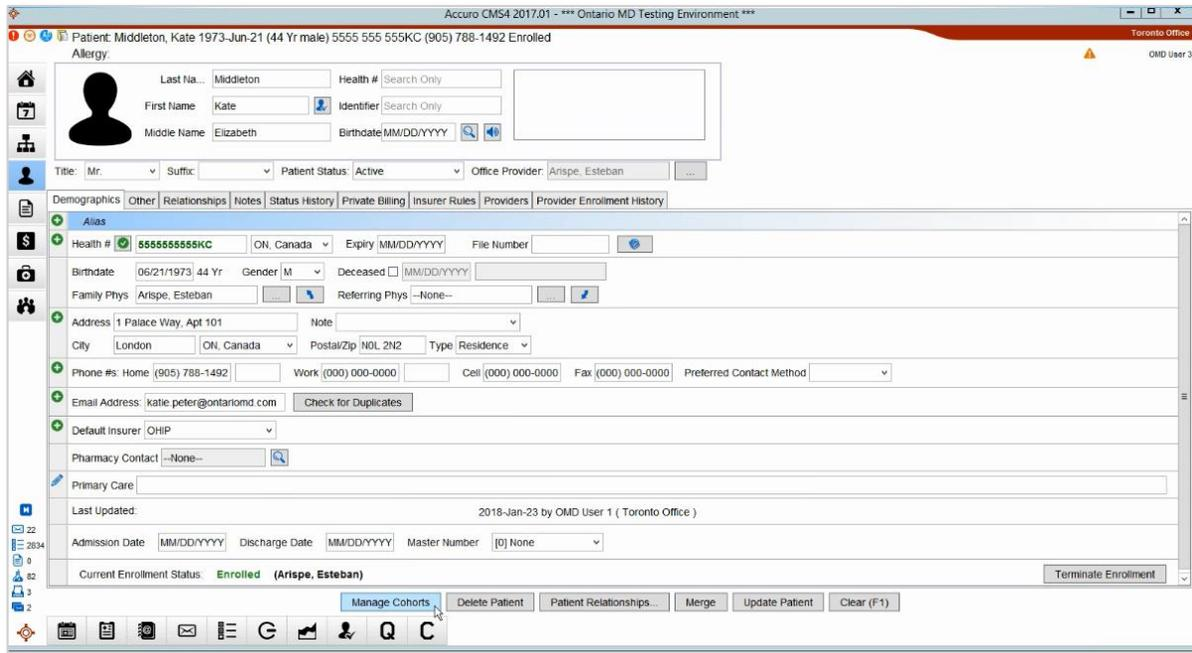 Accuro CMS4 2017.01 - *** Ontario MD Testing Environment ***
Patient: Middleton, Kate 1973-Jun-21 (44 Yr male) 5555 555 555KC (905) 788-1492 Enrolled
Toronto Office
Allergy:
OMD User 3
Last Na... Middleton Health # Search Only
First Name Kate Identifier Search Only
Middle Name Elizabeth Birthdate MM/DD/YYYY
Title: Mr. Suffix: Patient Status: Active Office Provider: Arispe, Esteban ...
Demographics Other Relationships Notes Status History Private Billing Insurer Rules Providers Provider Enrollment History
Alias
Health # 5555555555KC ON, Canada Expiry MM/DD/YYYY File Number
Birthdate 06/21/1973 44 Yr Gender M Deceased MM/DD/YYYY
Family Phys Arispe, Esteban ... Referring Phys --None-- ...
Address 1 Palace Way, Apt 101 Note
City London ON, Canada Postal/Zip N0L 2N2 Type Residence
Phone #s: Home (905) 788-1492 Work (000) 000-0000 Cell (000) 000-0000 Fax (000) 000-0000 Preferred Contact Method
Email Address: katie.peter@ontariomd.com Check for Duplicates
Default Insurer OHIP
Pharmacy Contact --None--
Primary Care
Last Updated: 2018-Jan-23 by OMD User 1 ( Toronto Office )
22
2834
Admission Date MM/DD/YYYY Discharge Date MM/DD/YYYY Master Number [0] None
0
82
Current Enrollment Status: Enrolled (Arispe, Esteban) Terminate Enrollment
3
2
Manage Cohorts Delete Patient Patient Relationships... Merge Update Patient Clear (F1)
Q C